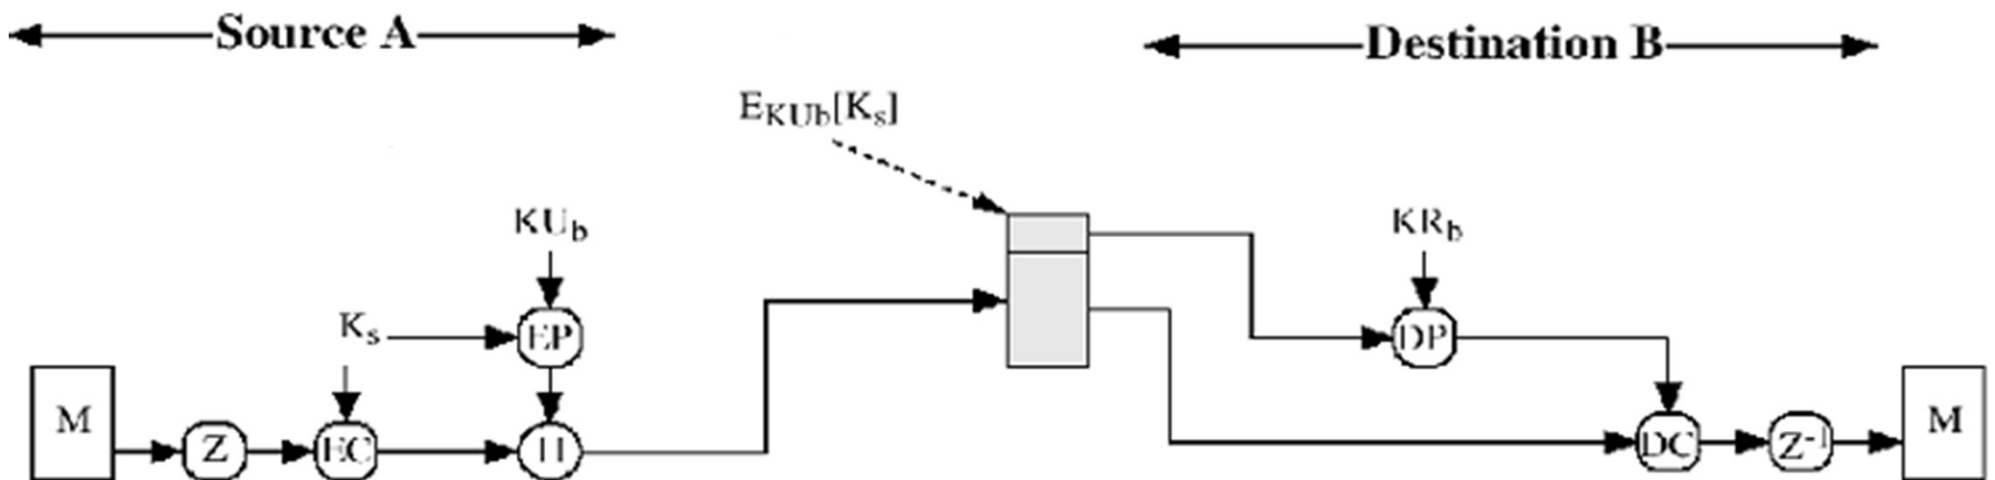 Source A
Destination B
EKUb[Ks]
KUb
KRb
Ks
EP
DP
M
Z
EC
||
DC
Z-1
M